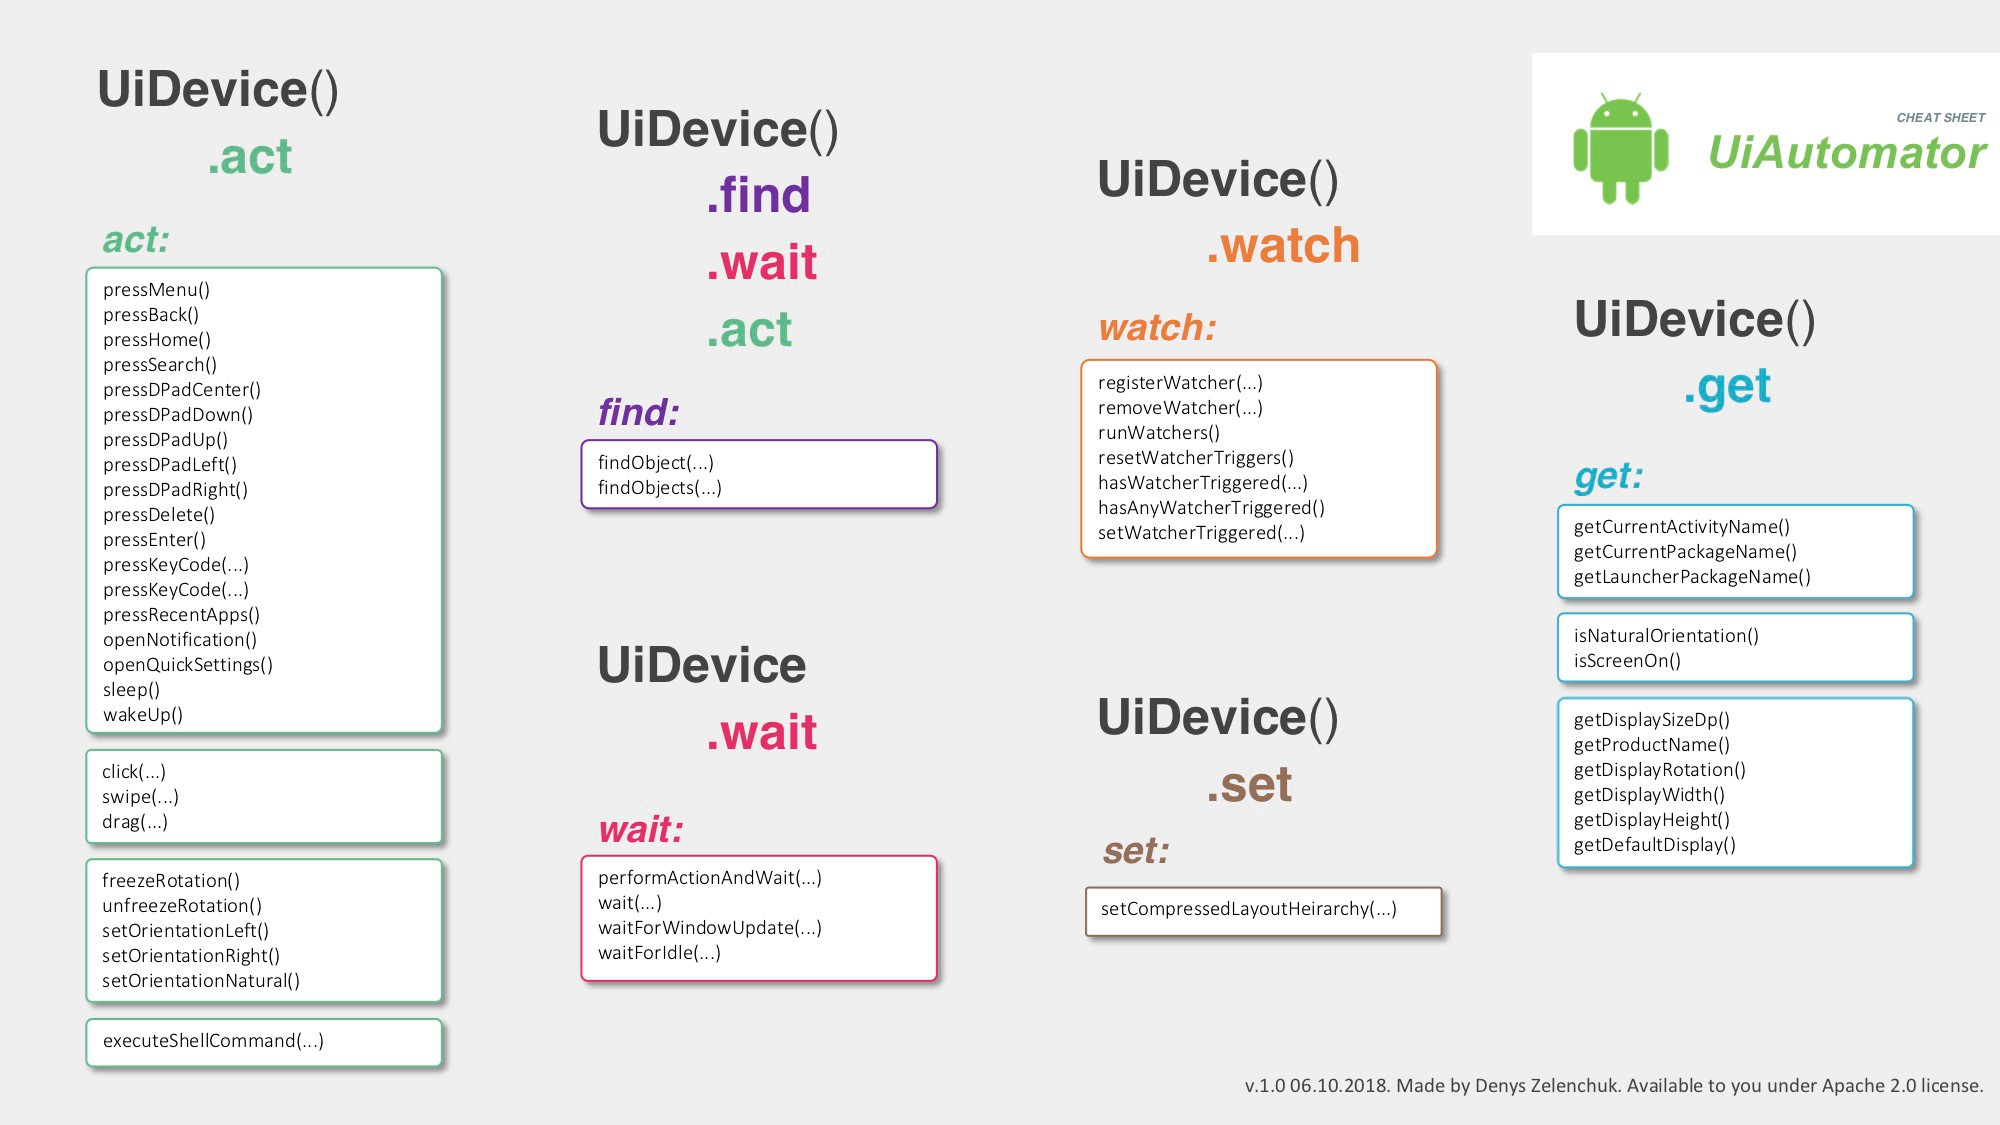 UiDevice()
.act
act:
pressMenu()
pressBack()
pressHome()
pressSearch()
pressDPadCenter()
pressDPadDown()
pressDPadUp()
pressDPadLeft()
pressDPadRight()
pressDelete()
pressEnter()
pressKeyCode(...)
pressKeyCode(...)
pressRecentApps()
openNotification()
openQuickSettings()
sleep()
wakeUp()
click(...)
swipe(...)
drag(...)
freezeRotation()
unfreezeRotation()
setOrientationLeft()
setOrientationRight()
setOrientationNatural()
executeShellCommand(...)
UiDevice()
.find
.wait
.act
find:
findObject(...)
findObjects(...)
UiDevice
.wait
wait:
performActionAndWait(...)
wait(...)
waitForWindowUpdate(...)
waitForIdle(...)
UiDevice()
.watch
watch:
registerWatcher(...)
removeWatcher(...)
runWatchers()
resetWatcherTriggers()
hasWatcherTriggered(...)
hasAnyWatcherTriggered()
setWatcherTriggered(...)
UiDevice()
.set
set:
setCompressedLayoutHeirarchy(...)
CHEAT SHEET
UiAutomator
UiDevice()
.get
get:
getCurrentActivityName()
getCurrentPackageName()
getLauncherPackageName()
isNaturalOrientation()
isScreenOn()
getDisplaySizeDp()
getProductName()
getDisplayRotation()
getDisplayWidth()
getDisplayHeight()
getDefaultDisplay()
v.1.0 06.10.2018. Made by Denys Zelenchuk. Available to you under Apache 2.0 license.